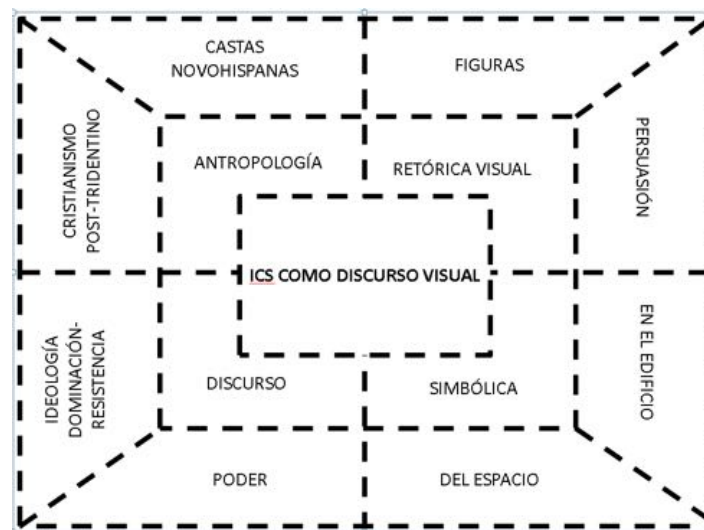 CASTAS
NOVOHISPANAS
FIGURAS
CRISTIANISMO
POST-TRIDENTINO
ANTROPOLOGÍA
RETÓRICA VISUAL
PERSUASIÓN
ICS COMO DISCURSO VISUAL
IDEOLOGÍA
DOMINACIÓN-
RESISTENCIA
DISCURSO
SIMBÓLICA
EN EL EDIFICIO
PODER
DEL ESPACIO